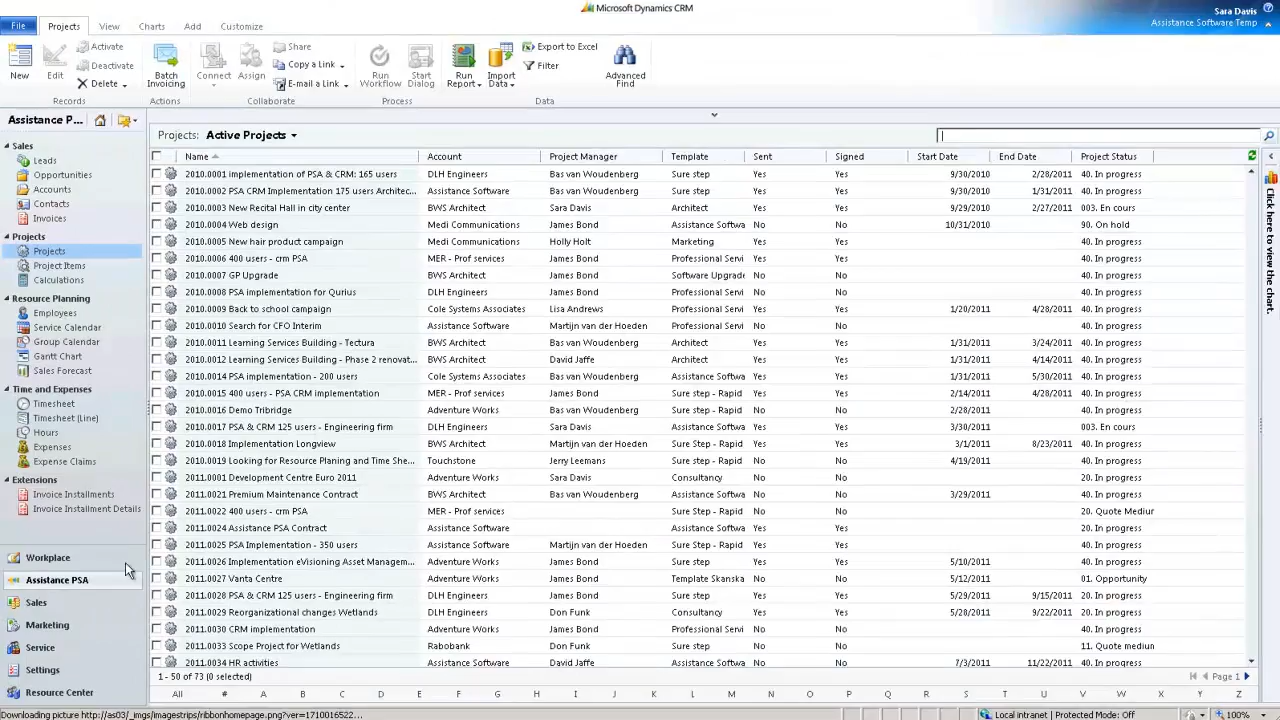 Microsoft Dynamics CRM
Sara Davis
Assistance Software Temp
File Projects View Charts Add Customize
New
Edit
Activate
Deactivate
Delete
Records
Batch Invoicing
Actions
Connect
Assign
Share
Copy a Link
E-mail a Link
Collaborate
Run Workflow
Start Dialog
Process
Run Report
Import Data
Export to Excel
Filter
Advanced Find
Data
Assistance P...
Sales
Leads
Opportunities
Accounts
Contacts
Invoices
Projects
Projects
Project Items
Calculations
Resource Planning
Employees
Service Calendar
Group Calendar
Gantt Chart
Sales Forecast
Time and Expenses
Timesheet
Timesheet (Line)
Hours
Expenses
Expense Claims
Extensions
Invoice Installments
Invoice Installment Details
Workplace
Assistance PSA
Sales
Marketing
Service
Settings
Resource Center
Projects: Active Projects
Name Account Project Manager Template Sent Signed Start Date End Date Project Status
2010.0001 implementation of PSA & CRM: 165 users DLH Engineers Bas van Woudenberg Sure step Yes Yes 9/30/2010 2/28/2011 40. In progress
2010.0002 PSA CRM Implementation 175 users Architec... Assistance Software Bas van Woudenberg Sure step Yes Yes 9/30/2010 1/31/2011 40. In progress
2010.0003 New Recital Hall in city center BWS Architect Sara Davis Architect Yes Yes 9/29/2010 2/27/2011 003. En cours
2010.0004 Web design Medi Communications James Bond Assistance Softwa Yes Yes 10/31/2010 90. On hold
2010.0005 New hair product campaign Medi Communications Holly Holt Marketing Yes Yes 40. In progress
2010.0006 400 users - crm PSA MER - Prof services James Bond Professional Servi Yes Yes 40. In progress
2010.0007 GP Upgrade BWS Architect James Bond Software Upgrade No No 40. In progress
2010.0008 PSA implementation for Qurius DLH Engineers James Bond Professional Servi No No 40. In progress
2010.0009 Back to school campaign Cole Systems Associates Lisa Andrews Professional Servi Yes Yes 1/20/2011 4/28/2011 40. In progress
2010.0010 Search for CFO Interim Assistance Software Martijn van der Hoeden Professional Servi No No 40. In progress
2010.0011 Learning Services Building - Tectura BWS Architect Bas van Woudenberg Architect Yes Yes 1/31/2011 3/24/2011 40. In progress
2010.0012 Learning Services Building - Phase 2 renovat... BWS Architect David Jaffe Architect Yes Yes 1/31/2011 4/14/2011 40. In progress
2010.0014 PSA implementation - 200 users Cole Systems Associates Bas van Woudenberg Assistance Softwa Yes Yes 1/31/2011 5/30/2011 40. In progress
2010.0015 400 users - PSA CRM implementation MER - Prof services James Bond Sure step - Rapid Yes Yes 2/14/2011 4/28/2011 40. In progress
2010.0016 Demo Tribridge Adventure Works Bas van Woudenberg Sure Step - Rapid No No 2/28/2011 40. In progress
2010.0017 PSA & CRM 125 users - Engineering firm DLH Engineers Sara Davis Sure Step - Rapid Yes Yes 3/30/2011 003. En cours
2010.0018 Implementation Longview BWS Architect Martijn van der Hoeden Sure step - Rapid Yes Yes 3/1/2011 8/23/2011 40. In progress
2010.0019 Looking for Resource Planing and Time She... Touchstone Jerry Leemans Sure step - Rapid No No 4/19/2011 40. In progress
2011.0001 Development Centre Euro 2011 Adventure Works Sara Davis Consultancy No No 20. In progress
2011.0021 Premium Maintenance Contract BWS Architect Bas van Woudenberg Assistance Softwa Yes Yes 3/29/2011 40. In progress
2011.0022 400 users - crm PSA MER - Prof services Sure Step - Rapid No No 20. Quote Mediur
2011.0024 Assistance PSA Contract Assistance Software Assistance Softwa Yes Yes 20. In progress
2011.0025 PSA Implementation - 350 users Martijn van der Hoeden Sure Step - Rapid Yes Yes 40. In progress
2011.0026 Implementation eVisioning Asset Managem... Assistance Software James Bond Sure Step - Rapid Yes Yes 5/10/2011 40. In progress
2011.0027 Vanta Centre Adventure Works James Bond Template Skanska No No 5/12/2011 01. Opportunity
2011.0028 PSA & CRM 125 users - Engineering firm DLH Engineers James Bond Sure Step - Rapid Yes Yes 5/29/2011 9/15/2011 20. In progress
2011.0029 Reorganizational changes Wetlands DLH Engineers Don Funk Consultancy Yes Yes 5/28/2011 9/22/2011 20. In progress
2011.0030 CRM implementation Adventure Works James Bond Professional Servi No No 40. In progress
2011.0033 Scope Project for Wetlands Rabobank Don Funk Sure step - Rapid No No 11. Quote medium
2011.0034 HR activities Assistance Software David Jaffe Assistance Softwa Yes Yes 7/3/2011 11/22/2011 40. In progress
Click here to view the chart.
1 - 50 of 73 (0 selected) Page 1
All # A B C D E F G H I J K L M N O P Q R S T U V W X Y Z
Downloading picture http://as03/_imgs/imagestrips/ribbonhomepage.png?ver=1710016522...
Local intranet | Protected Mode: Off
100%